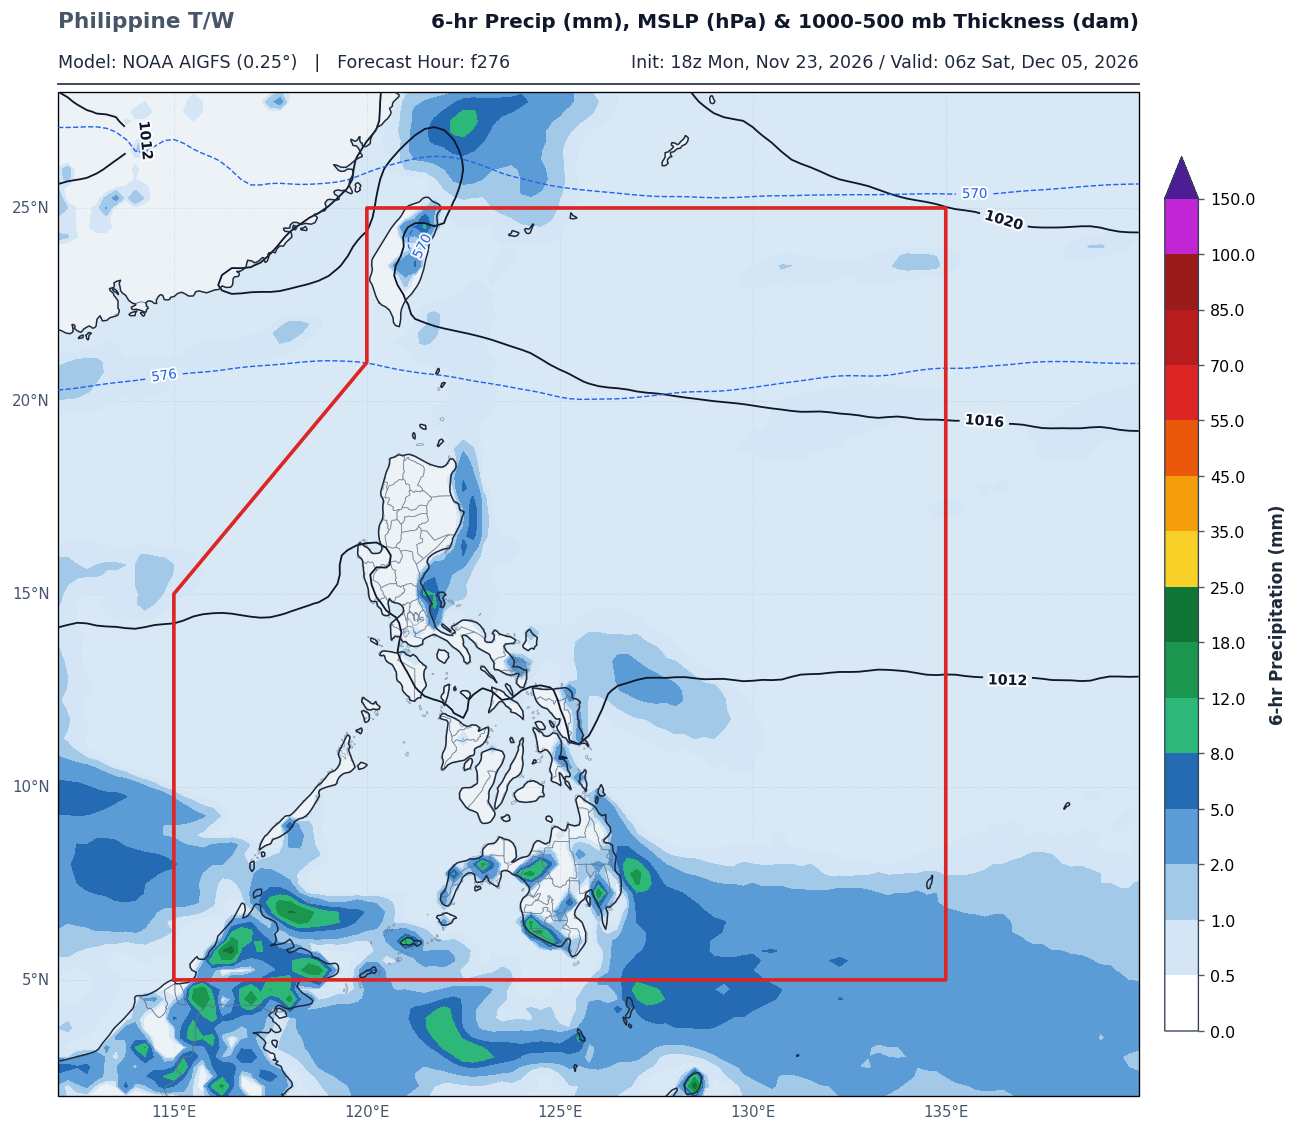 Philippine T/W
6-hr Precip (mm), MSLP (hPa) & 1000-500 mb Thickness (dam)
Model: NOAA AIGFS (0.25°) | Forecast Hour: f276
Init: 18z Mon, Nov 23, 2026 / Valid: 06z Sat, Dec 05, 2026
1012
570
1020
570
576
1016
1012
25°N
20°N
15°N
10°N
5°N
115°E
120°E
125°E
130°E
135°E
150.0
100.0
85.0
70.0
55.0
45.0
35.0
25.0
18.0
12.0
8.0
5.0
2.0
1.0
0.5
0.0
6-hr Precipitation (mm)